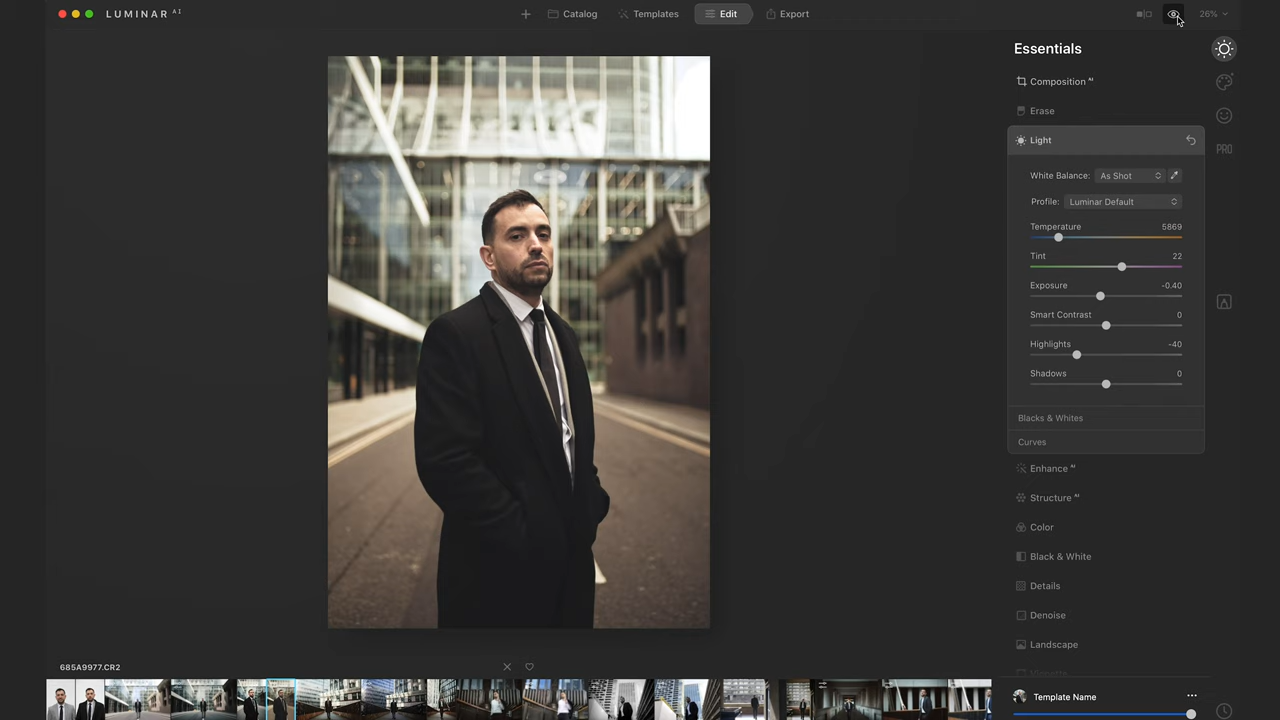 LUMINAR AI
Catalog
Templates
Edit
Export
26%
Essentials
Composition AI
Erase
Light
White Balance: As Shot
Profile: Luminar Default
Temperature 5869
Tint 22
Exposure -0.40
Smart Contrast 0
Highlights -40
Shadows 0
Blacks & Whites
Curves
Enhance AI
Structure AI
Color
Black & White
Details
Denoise
Landscape
PRO
685A9977.CR2
Template Name